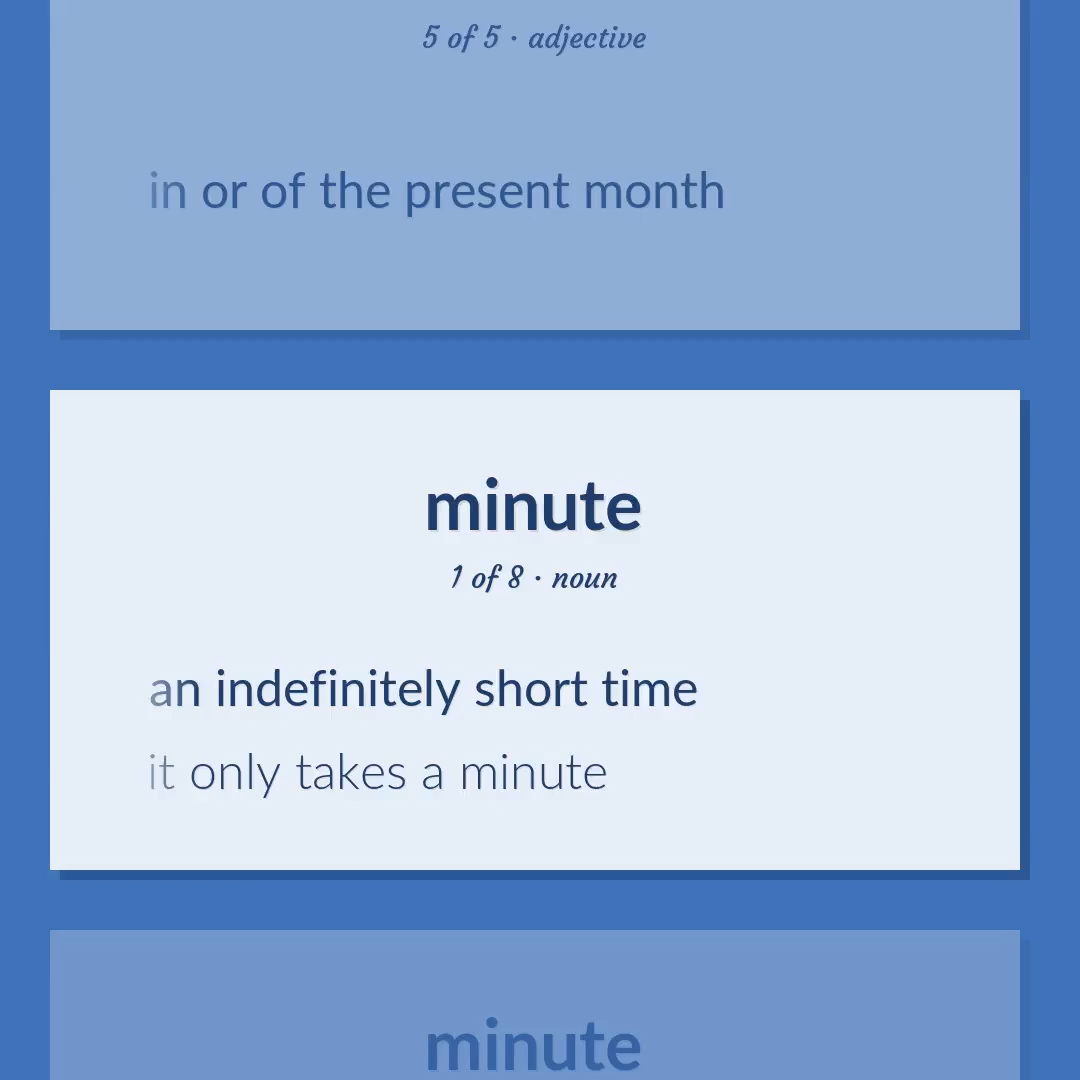 5 of 5 · adjective
in or of the present month
minute
1 of 8 · noun
an indefinitely short time
it only takes a minute
minute